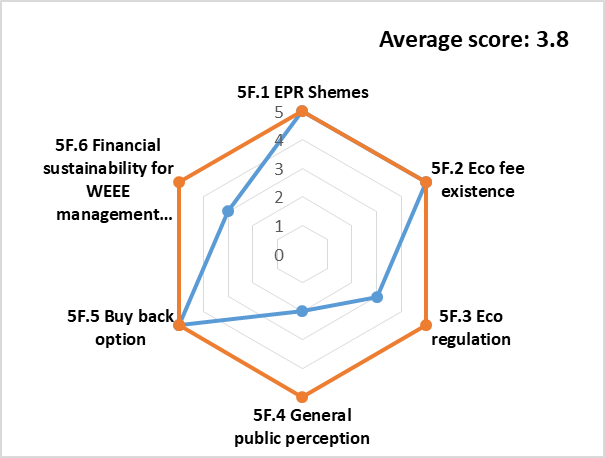 Average score: 3.8
5F.1 EPR Shemes
5
4
3
2
1
0
5F.2 Eco fee
existence
5F.3 Eco
regulation
5F.4 General
public perception
5F.5 Buy back
option
5F.6 Financial
sustainability for
WEEE
management...